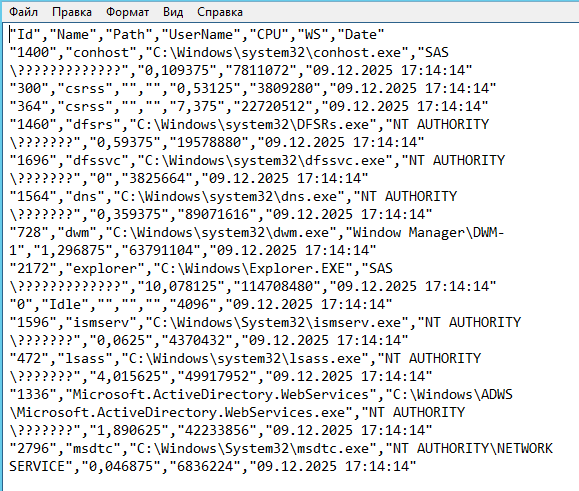 Файл Правка Формат Вид Справка
"Id","Name","Path","UserName","CPU","WS","Date"
"1400","conhost","C:\Windows\system32\conhost.exe","SAS
\?????????????","0,109375","7811072","09.12.2025 17:14:14"
"300","csrss","","","0,53125","3809280","09.12.2025 17:14:14"
"364","csrss","","","7,375","22720512","09.12.2025 17:14:14"
"1460","dfsrs","C:\Windows\system32\DFSRs.exe","NT AUTHORITY
\???????","0,59375","19578880","09.12.2025 17:14:14"
"1696","dfssvc","C:\Windows\system32\dfssvc.exe","NT AUTHORITY
\???????","0","3825664","09.12.2025 17:14:14"
"1564","dns","C:\Windows\system32\dns.exe","NT AUTHORITY
\???????","0,359375","89071616","09.12.2025 17:14:14"
"728","dwm","C:\Windows\system32\dwm.exe","Window Manager\DWM-
1","1,296875","63791104","09.12.2025 17:14:14"
"2172","explorer","C:\Windows\Explorer.EXE","SAS
\?????????????","10,078125","114708480","09.12.2025 17:14:14"
"0","Idle","","","","4096","09.12.2025 17:14:14"
"1596","ismserv","C:\Windows\System32\ismserv.exe","NT AUTHORITY
\???????","0,0625","4370432","09.12.2025 17:14:14"
"472","lsass","C:\Windows\system32\lsass.exe","NT AUTHORITY
\???????","4,015625","49917952","09.12.2025 17:14:14"
"1336","Microsoft.ActiveDirectory.WebServices","C:\Windows\ADWS
\Microsoft.ActiveDirectory.WebServices.exe","NT AUTHORITY
\???????","1,890625","42233856","09.12.2025 17:14:14"
"2796","msdtc","C:\Windows\System32\msdtc.exe","NT AUTHORITY\NETWORK
SERVICE","0,046875","6836224","09.12.2025 17:14:14"